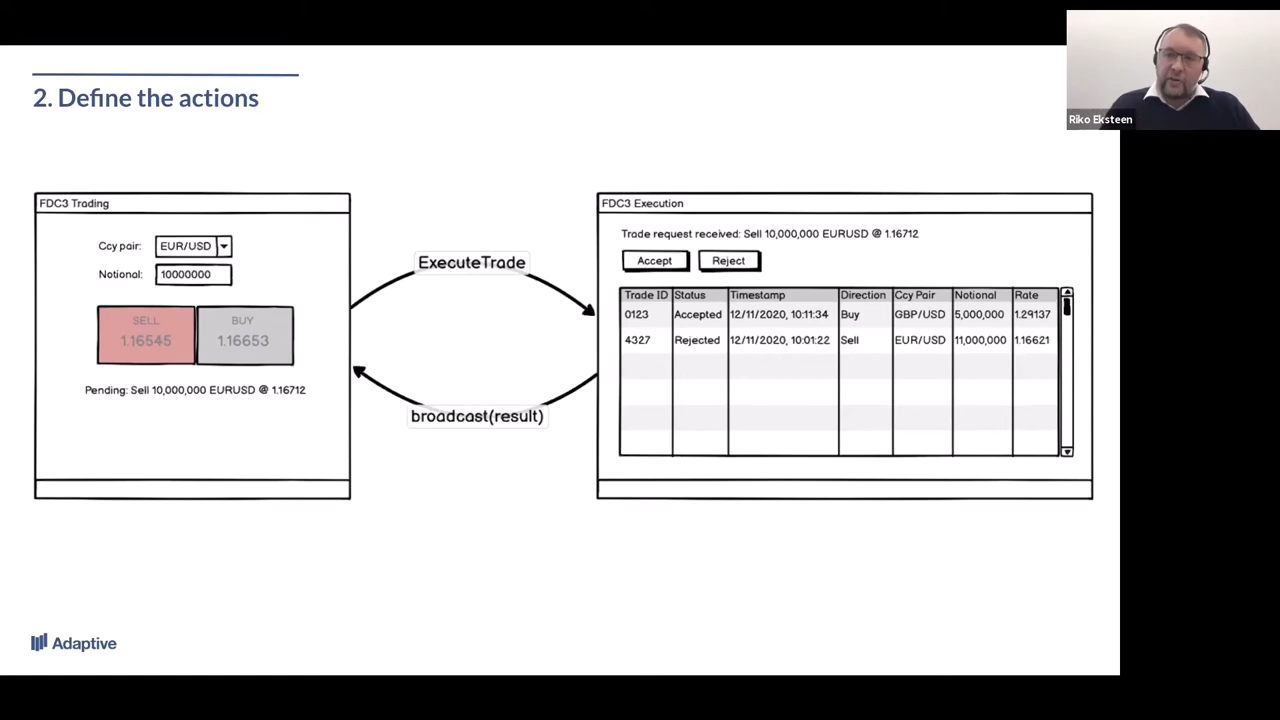 2. Define the actions
Riko Eksteen
FDC3 Trading
Ccy pair: EUR/USD
Notional: 10000000
SELL BUY
1.16545 1.16653
Pending: Sell 10,000,000 EURUSD @ 1.16712
ExecuteTrade
broadcast(result)
FDC3 Execution
Trade request received: Sell 10,000,000 EURUSD @ 1.16712
Accept Reject
Trade ID Status Timestamp Direction Ccy Pair Notional Rate
0123 Accepted 12/11/2020, 10:11:34 Buy GBP/USD 5,000,000 1.29137
4327 Rejected 12/11/2020, 10:01:22 Sell EUR/USD 11,000,000 1.16621
Adaptive